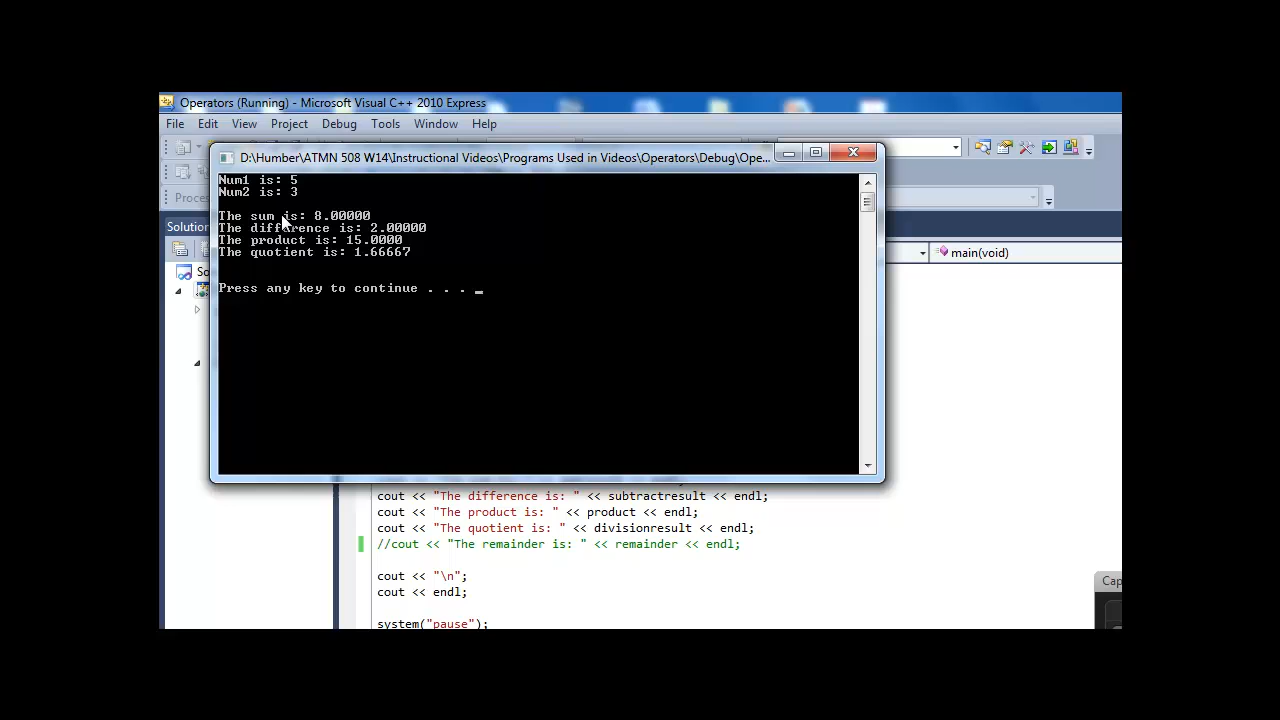 Operators (Running) - Microsoft Visual C++ 2010 Express
File Edit View Project Debug Tools Window Help
D:\Humber\ATMN 508 W14\Instructional Videos\Programs Used in Videos\Operators\Debug\Ope...
Num1 is: 5
Num2 is: 3
The sum is: 8.00000
The difference is: 2.00000
The product is: 15.0000
The quotient is: 1.66667
Press any key to continue . . . _
Proces
Solution
main(void)
So
cout << "The difference is: " << subtractresult << endl;
cout << "The product is: " << product << endl;
cout << "The quotient is: " << divisionresult << endl;
//cout << "The remainder is: " << remainder << endl;
cout << "\n";
cout << endl;
Cap
system("pause");